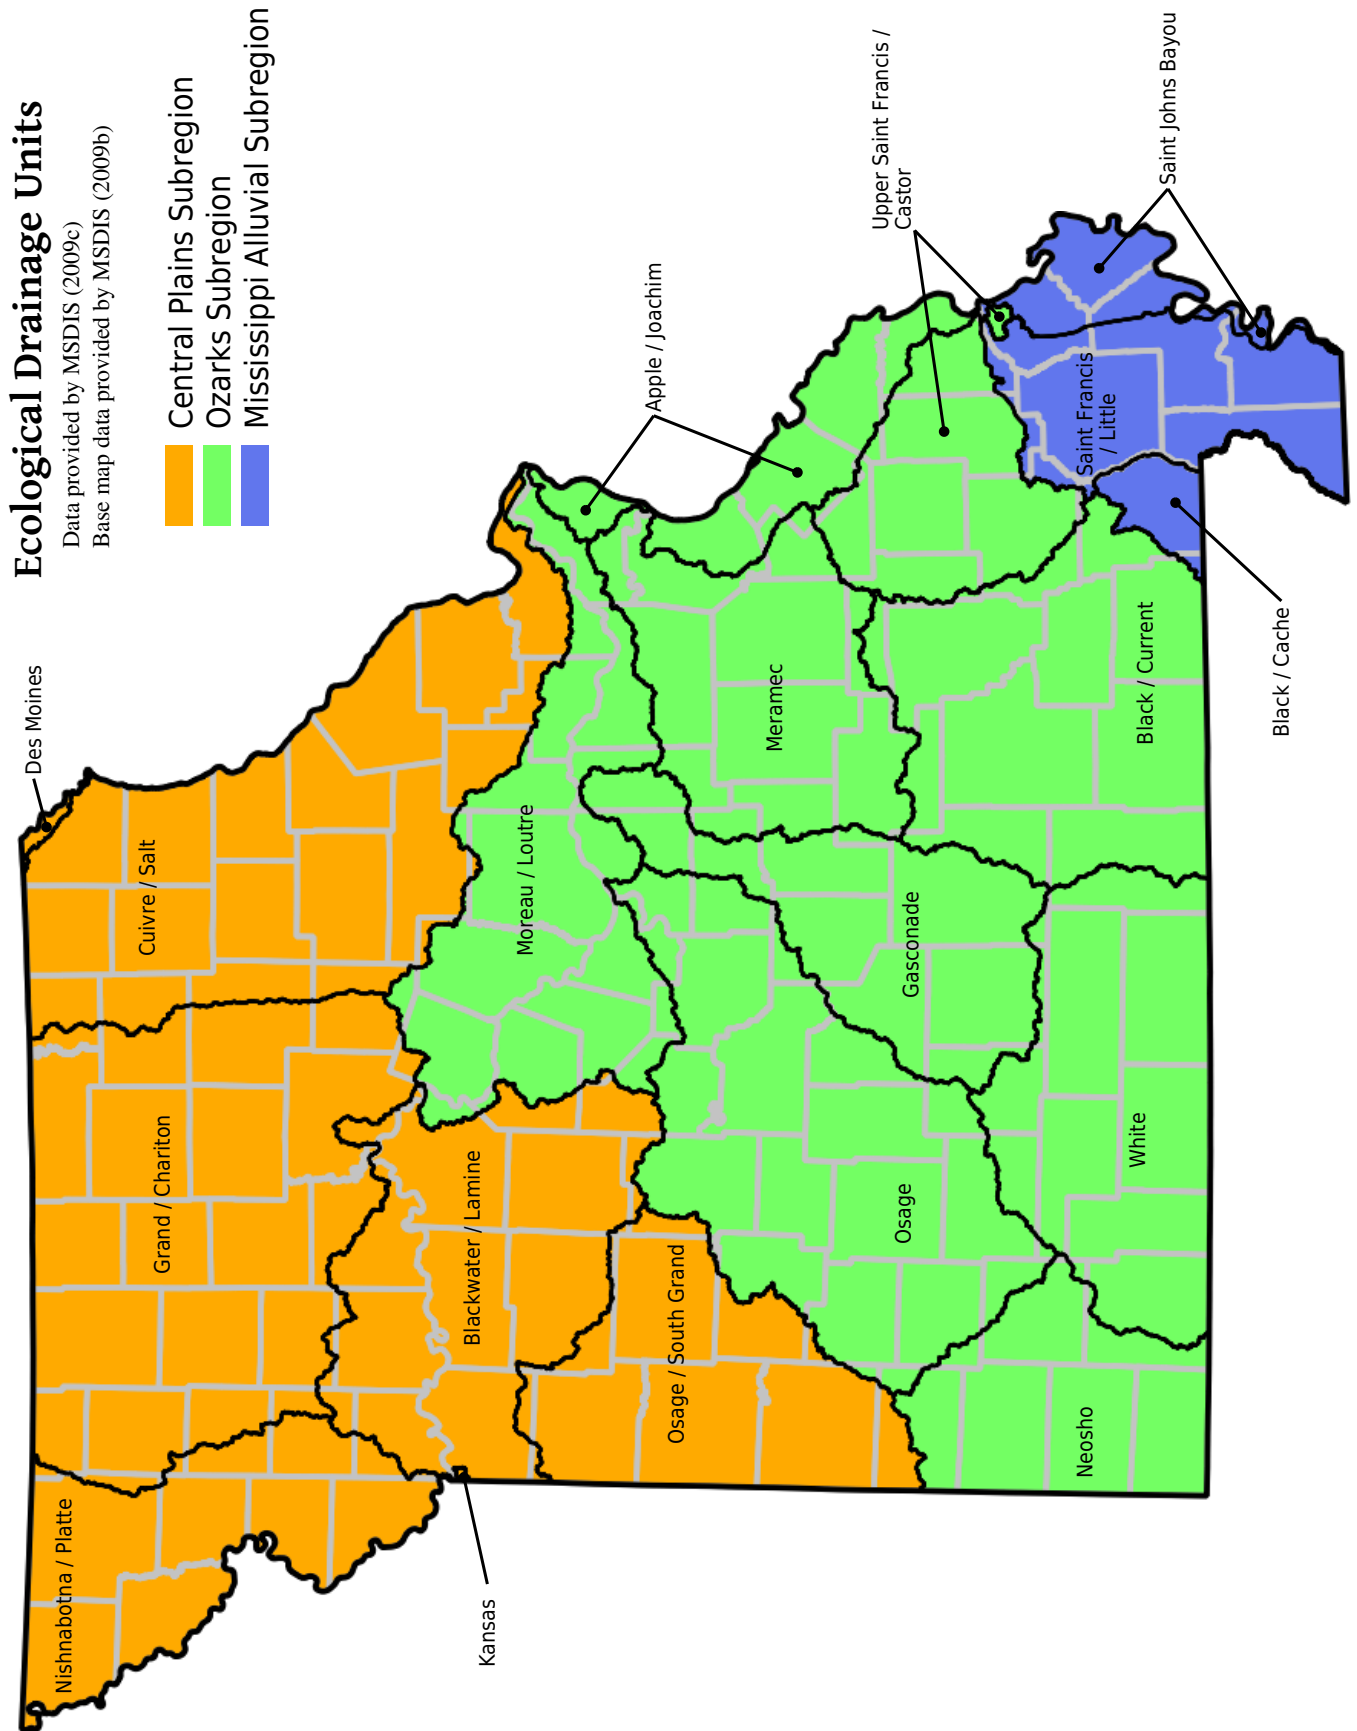 Ecological Drainage Units
Data provided by MSDIS (2009c)
Base map data provided by MSDIS (2009b)
Central Plains Subregion
Ozarks Subregion
Mississippi Alluvial Subregion
Nishnabotna / Platte
Grand / Chariton
Cuivre / Salt
Des Moines
Kansas
Blackwater / Lamine
Moreau / Loutre
Apple / Joachim
Osage / South Grand
Meramec
Osage
Gasconade
Upper Saint Francis /
Castor
Neosho
White
Black / Current
Saint Francis
/ Little
Saint Johns Bayou
Black / Cache